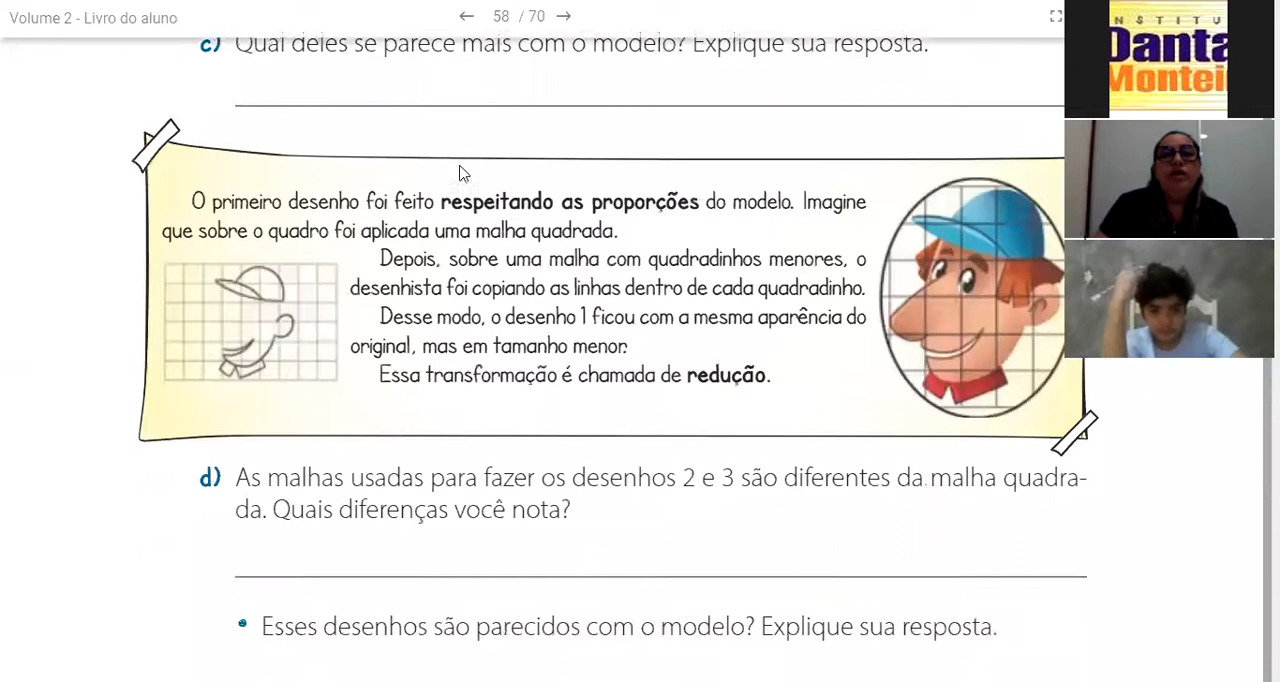 Volume 2 - Livro do aluno
← 58 / 70 →
c) Qual deles se parece mais com o modelo? Explique sua resposta.
O primeiro desenho foi feito respeitando as proporções do modelo. Imagine
que sobre o quadro foi aplicada uma malha quadrada.
Depois, sobre uma malha com quadradinhos menores, o
desenhista foi copiando as linhas dentro de cada quadradinho.
Desse modo, o desenho 1 ficou com a mesma aparência do
original, mas em tamanho menor.
Essa transformação é chamada de redução.
d) As malhas usadas para fazer os desenhos 2 e 3 são diferentes da malha quadra-
da. Quais diferenças você nota?
• Esses desenhos são parecidos com o modelo? Explique sua resposta.
NSTITU
Danta
Montei